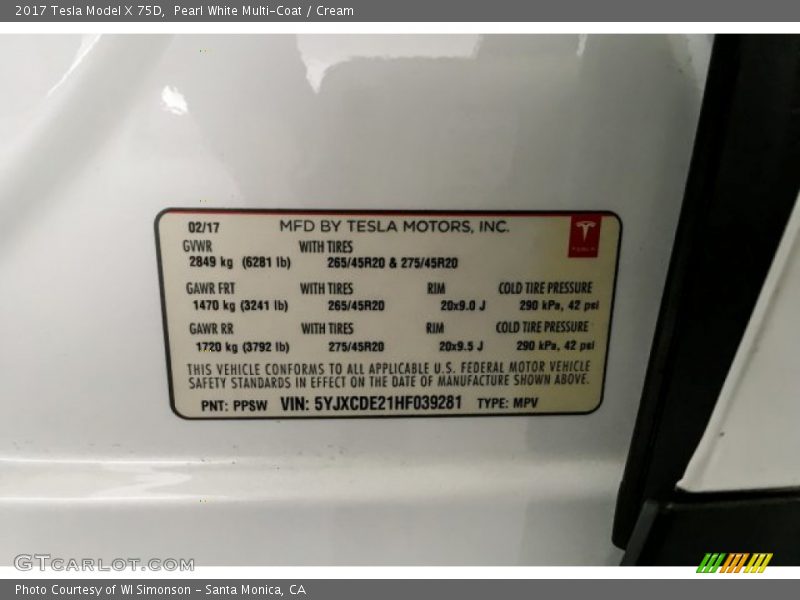 2017 Tesla Model X 75D, Pearl White Multi-Coat / Cream
02/17 MFD BY TESLA MOTORS, INC.
GVWR WITH TIRES
2849 kg (6281 lb) 265/45R20 & 275/45R20
TESLA
GAWR FRT WITH TIRES RIM COLD TIRE PRESSURE
1470 kg (3241 lb) 265/45R20 20x9.0 J 290 kPa, 42 psi
GAWR RR WITH TIRES RIM COLD TIRE PRESSURE
1720 kg (3792 lb) 275/45R20 20x9.5 J 290 kPa, 42 psi
THIS VEHICLE CONFORMS TO ALL APPLICABLE U.S. FEDERAL MOTOR VEHICLE
SAFETY STANDARDS IN EFFECT ON THE DATE OF MANUFACTURE SHOWN ABOVE.
PNT: PPSW VIN: 5YJXCDE21HF039281 TYPE: MPV
GTCARLOT.COM
Photo Courtesy of WI Simonson - Santa Monica, CA